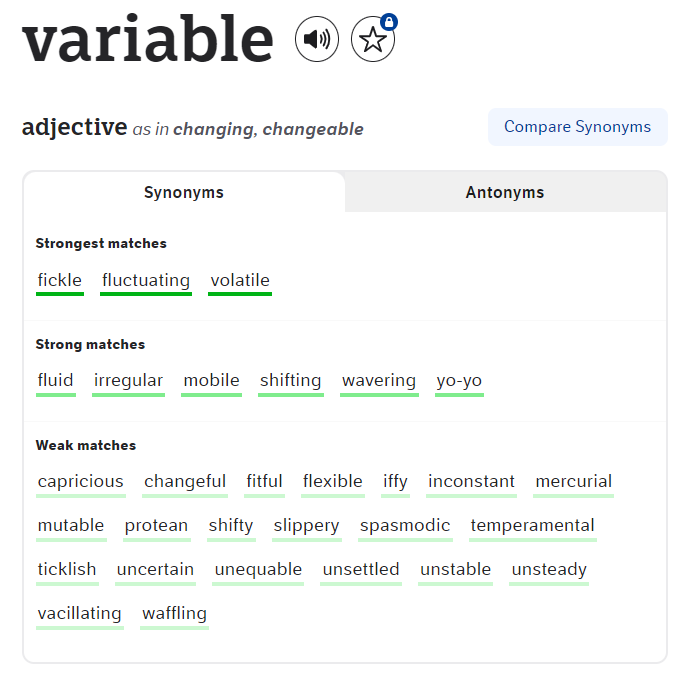 variable
adjective as in changing, changeable
Compare Synonyms
Synonyms Antonyms
Strongest matches
fickle fluctuating volatile
Strong matches
fluid irregular mobile shifting wavering yo-yo
Weak matches
capricious changeful fitful flexible iffy inconstant mercurial
mutable protean shifty slippery spasmodic temperamental
ticklish uncertain unequable unsettled unstable unsteady
vacillating waffling